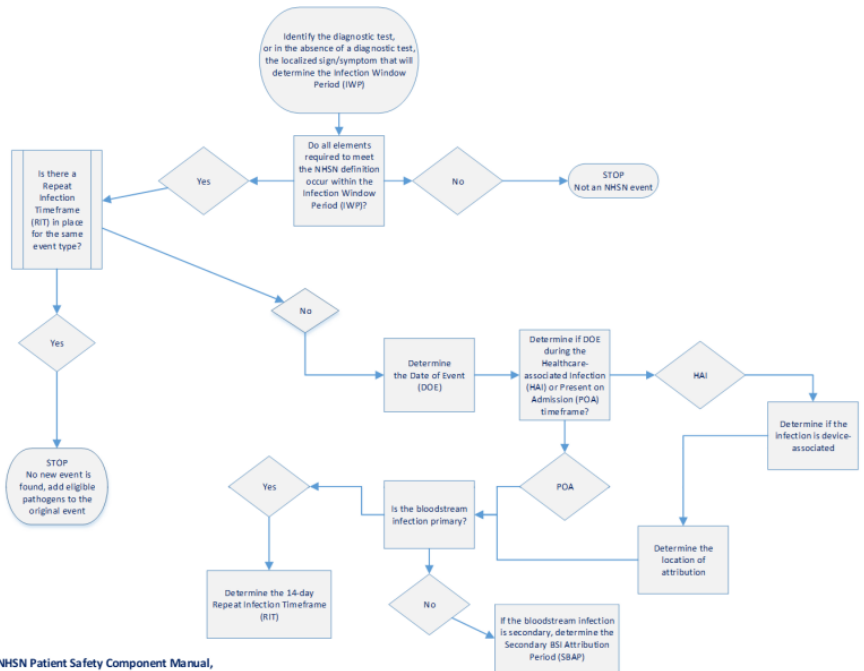 Identify the diagnostic test,
or in the absence of a diagnostic test,
the localized sign/symptom that will
determine the Infection Window
Period (IWP)
Do all elements
required to meet
the NHSN definition
occur within the
Infection Window
Period (IWP)?
Yes
No
STOP
Not an NHSN event
Is there a
Repeat
Infection
Timeframe
(RIT) in place
for the same
event type?
Yes
No
STOP
No new event is
found, add eligible
pathogens to the
original event
Determine
the Date of Event
(DOE)
Determine if DOE
during the
Healthcare-
associated Infection
(HAI) or Present on
Admission (POA)
timeframe?
HAI
Determine if the
infection is device-
associated
POA
Determine the
location of
attribution
Is the bloodstream
infection primary?
Yes
Determine the 14-day
Repeat Infection Timeframe
(RIT)
No
If the bloodstream infection
is secondary, determine the
Secondary BSI Attribution
Period (SBAP)
NHSN Patient Safety Component Manual,